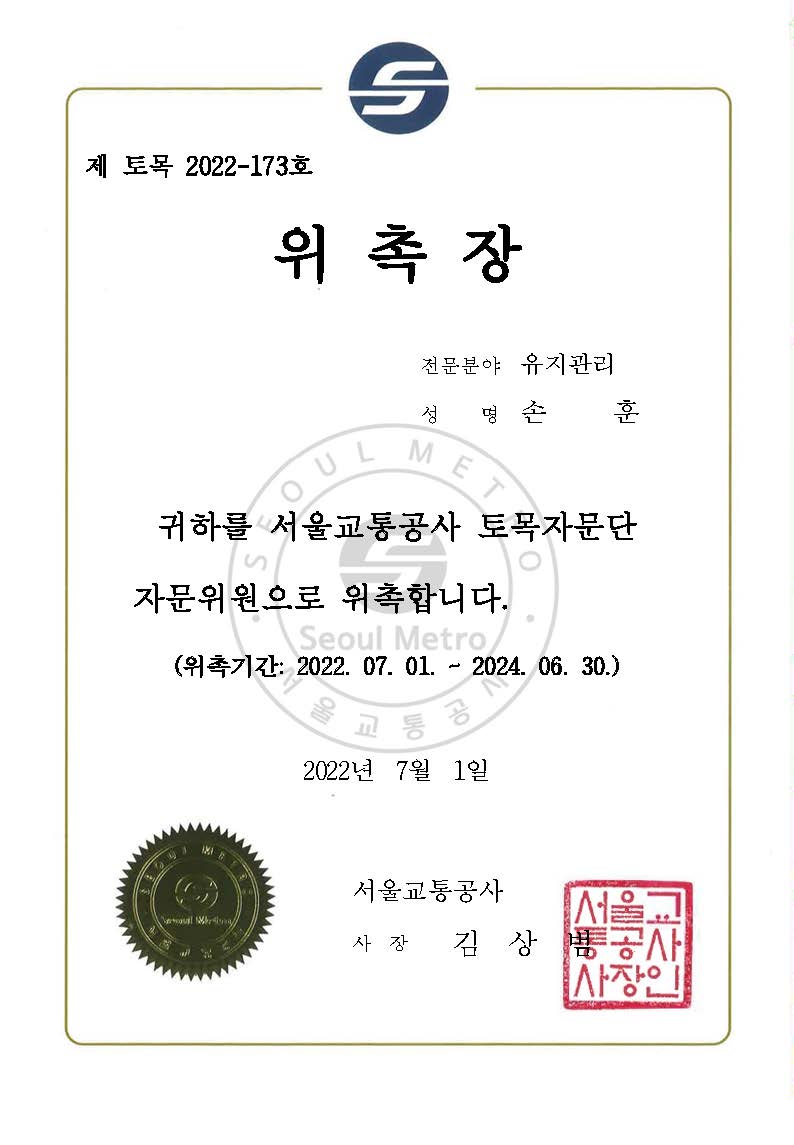 제 토목 2022-173호
위 촉 장
전문분야 유지관리
성 명 손 훈
SEOUL METRO
귀하를 서울교통공사 토목자문단
자문위원으로 위촉합니다.
Seoul Metro
(위촉기간: 2022. 07. 01. ~ 2024. 06. 30.)
서울교통공사
2022년 7월 1일
SEOUL METRO
Seoul Metro
서울교통공사
사 장 김 상 범
서울교
통공사
사장인